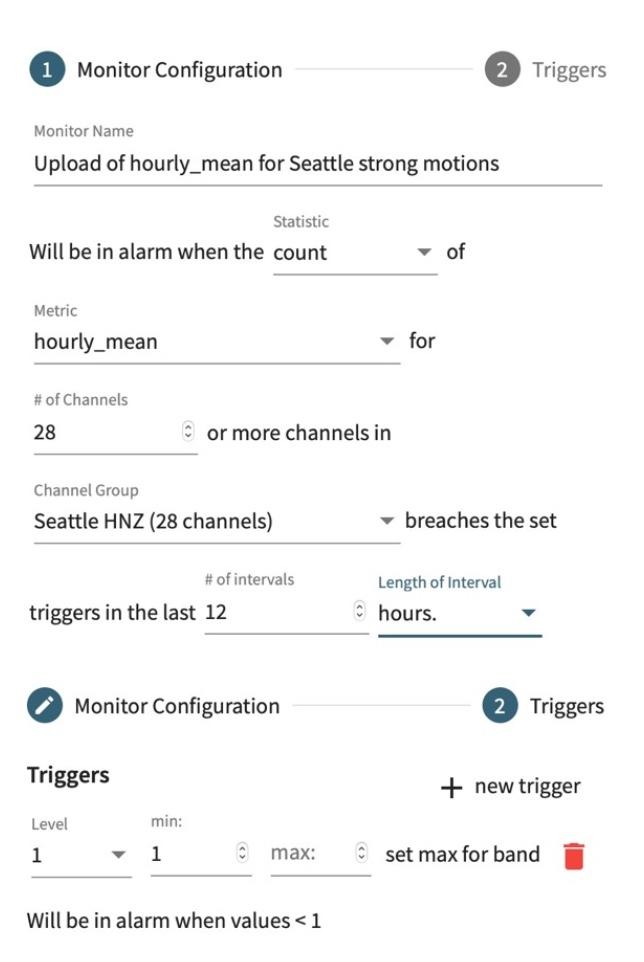 1 Monitor Configuration 2 Triggers
Monitor Name
Upload of hourly_mean for Seattle strong motions
Statistic
Will be in alarm when the count of
Metric
hourly_mean for
# of Channels
28 or more channels in
Channel Group
Seattle HNZ (28 channels) breaches the set
# of intervals Length of Interval
triggers in the last 12 hours.
Monitor Configuration 2 Triggers
Triggers
+ new trigger
Level min:
1 1 max: set max for band
Will be in alarm when values < 1